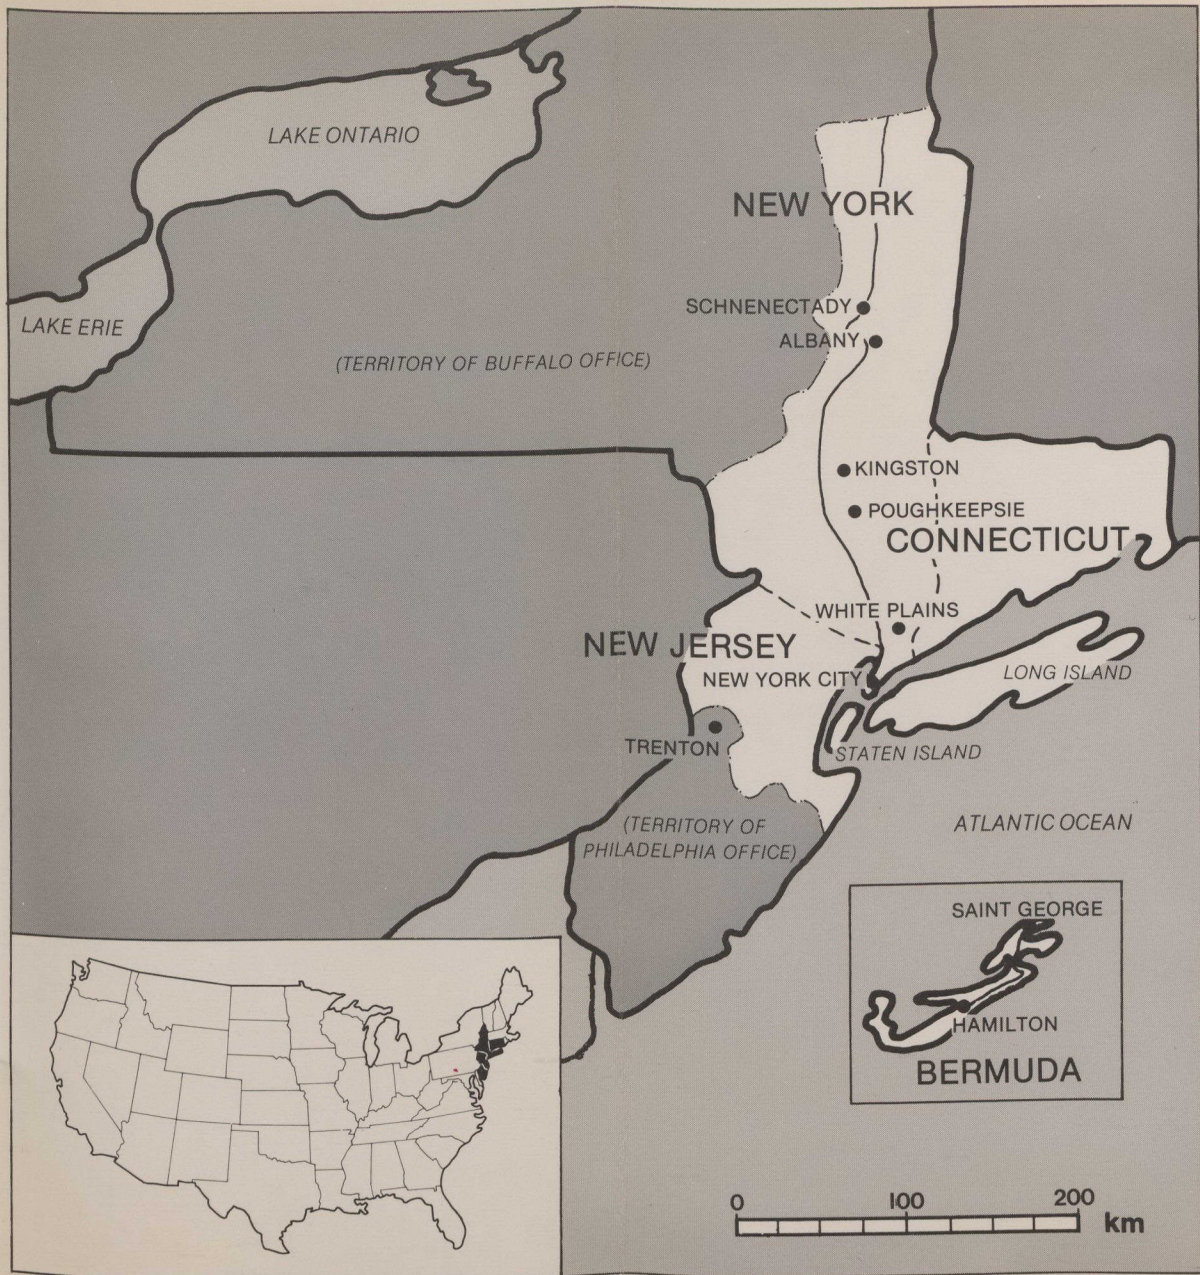 LAKE ONTARIO
NEW YORK
SCHNENECTADY
LAKE ERIE
ALBANY
(TERRITORY OF BUFFALO OFFICE)
KINGSTON
POUGHKEEPSIE
CONNECTICUT
WHITE PLAINS
NEW JERSEY
NEW YORK CITY
LONG ISLAND
TRENTON
STATEN ISLAND
(TERRITORY OF
PHILADELPHIA OFFICE)
ATLANTIC OCEAN
SAINT GEORGE
HAMILTON
BERMUDA
0 100 200
km